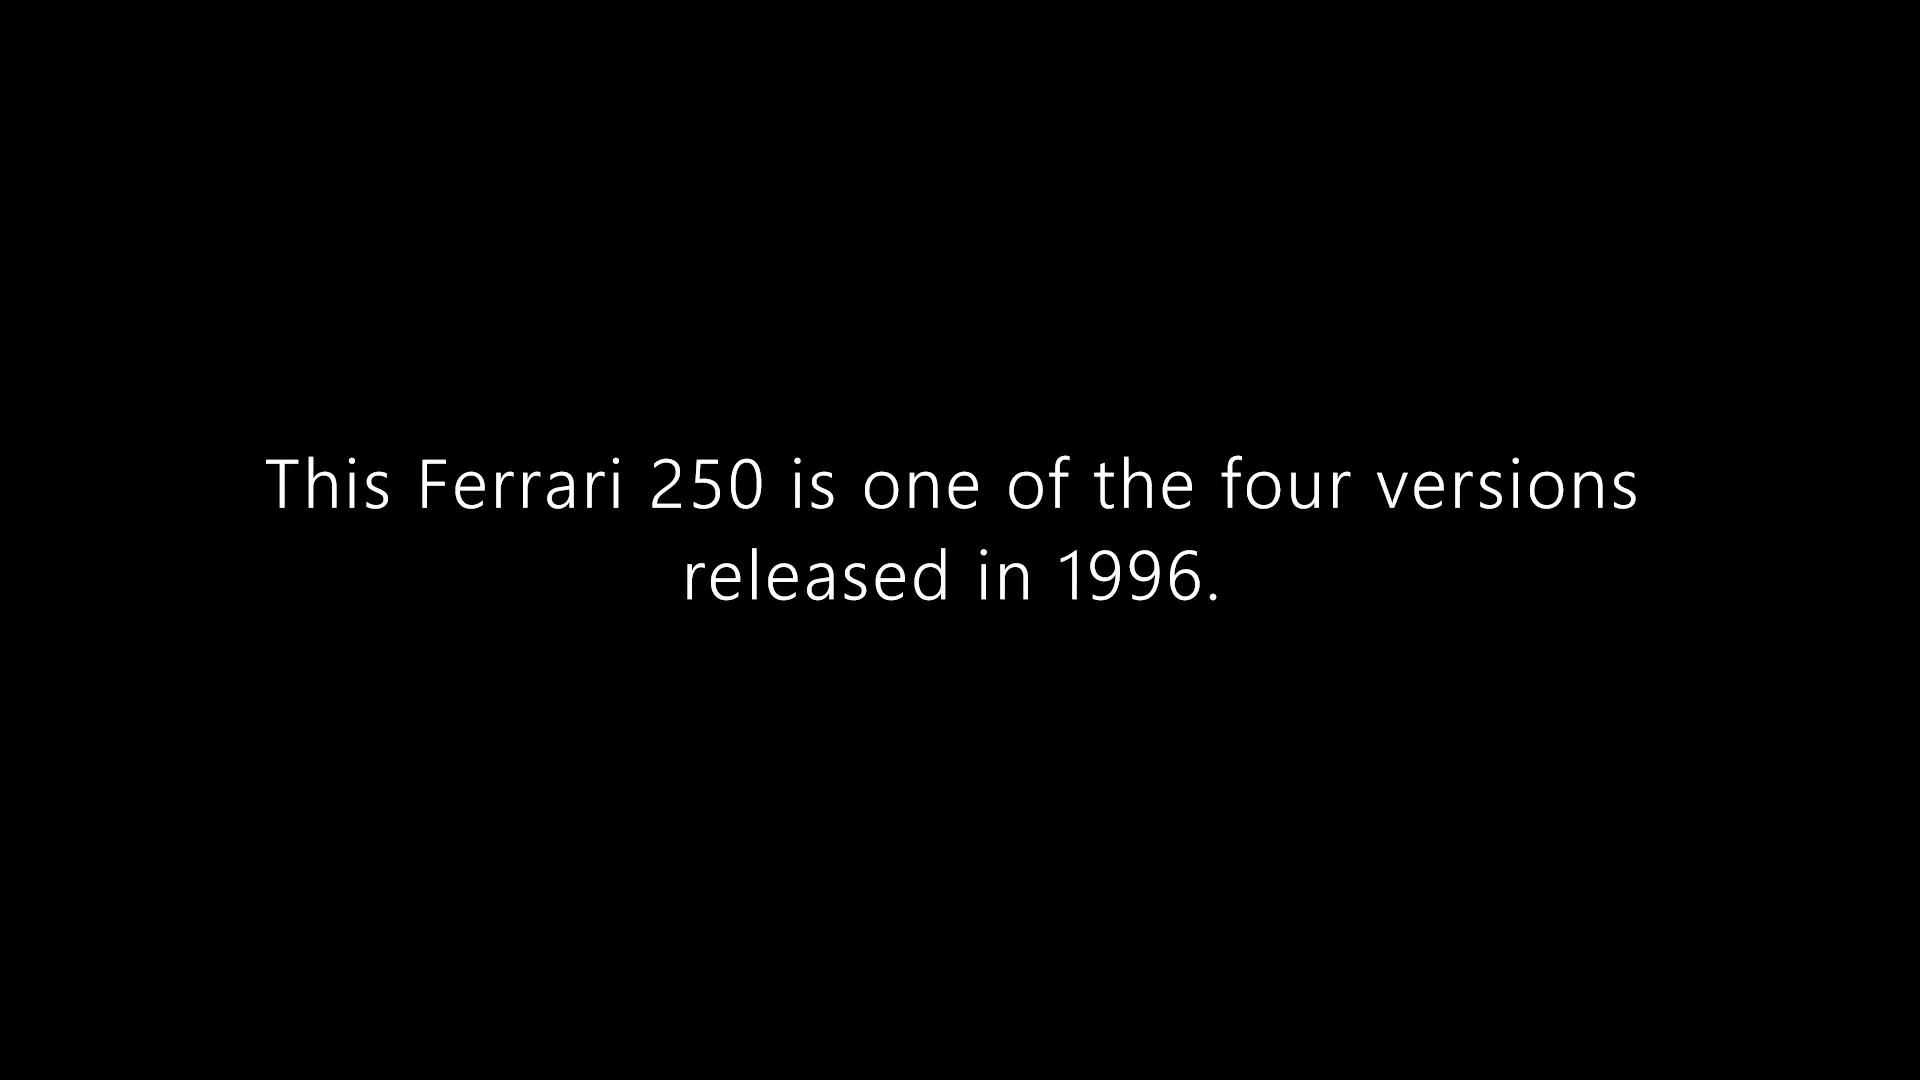 This Ferrari 250 is one of the four versions
released in 1996.